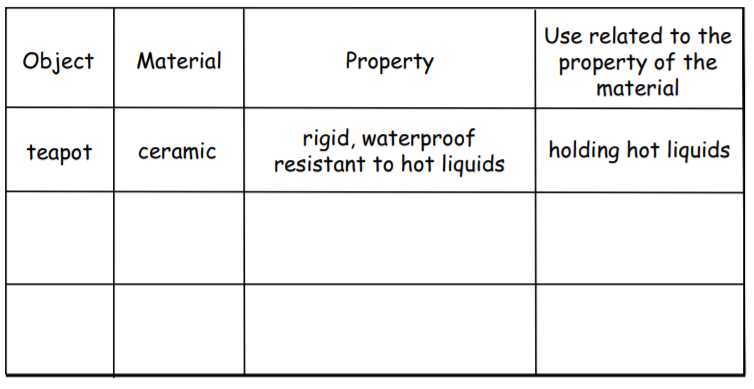 Object
Material
Property
Use related to the
property of the
material
teapot
ceramic
rigid, waterproof
resistant to hot liquids
holding hot liquids